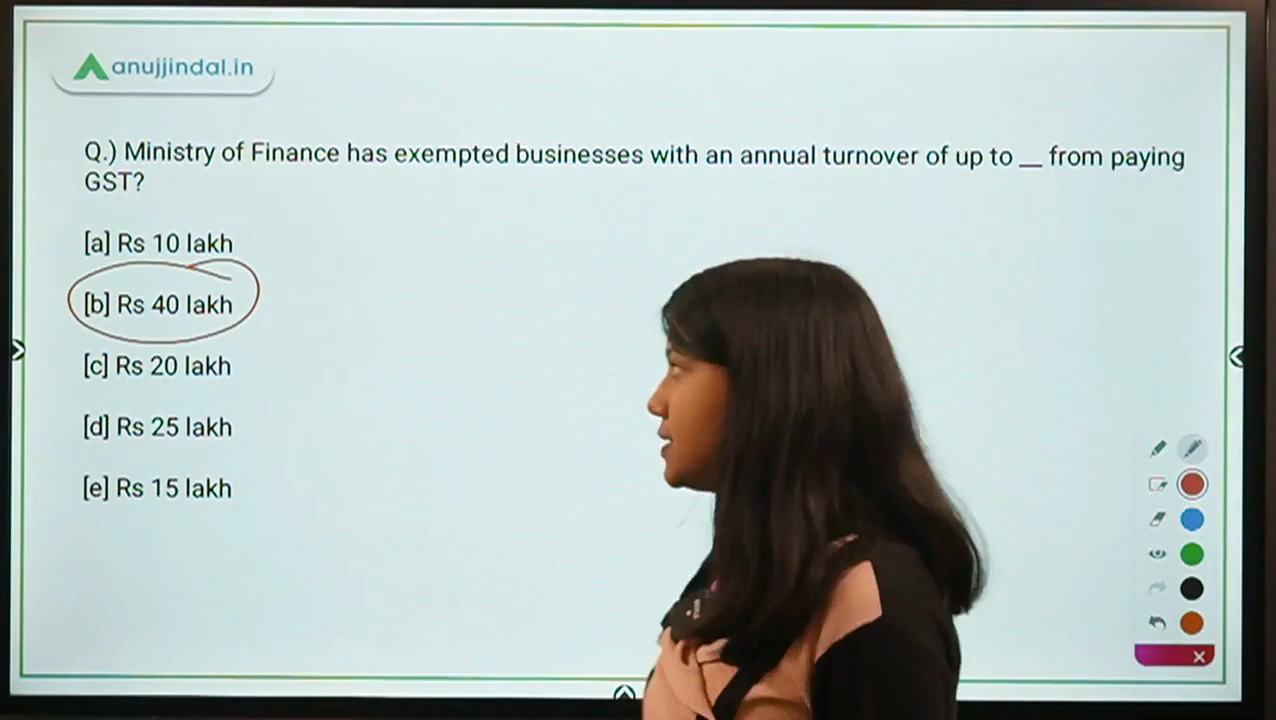 anujjindal.in
Q.) Ministry of Finance has exempted businesses with an annual turnover of up to __ from paying
GST?
[a] Rs 10 lakh
[b] Rs 40 lakh
[c] Rs 20 lakh
[d] Rs 25 lakh
[e] Rs 15 lakh